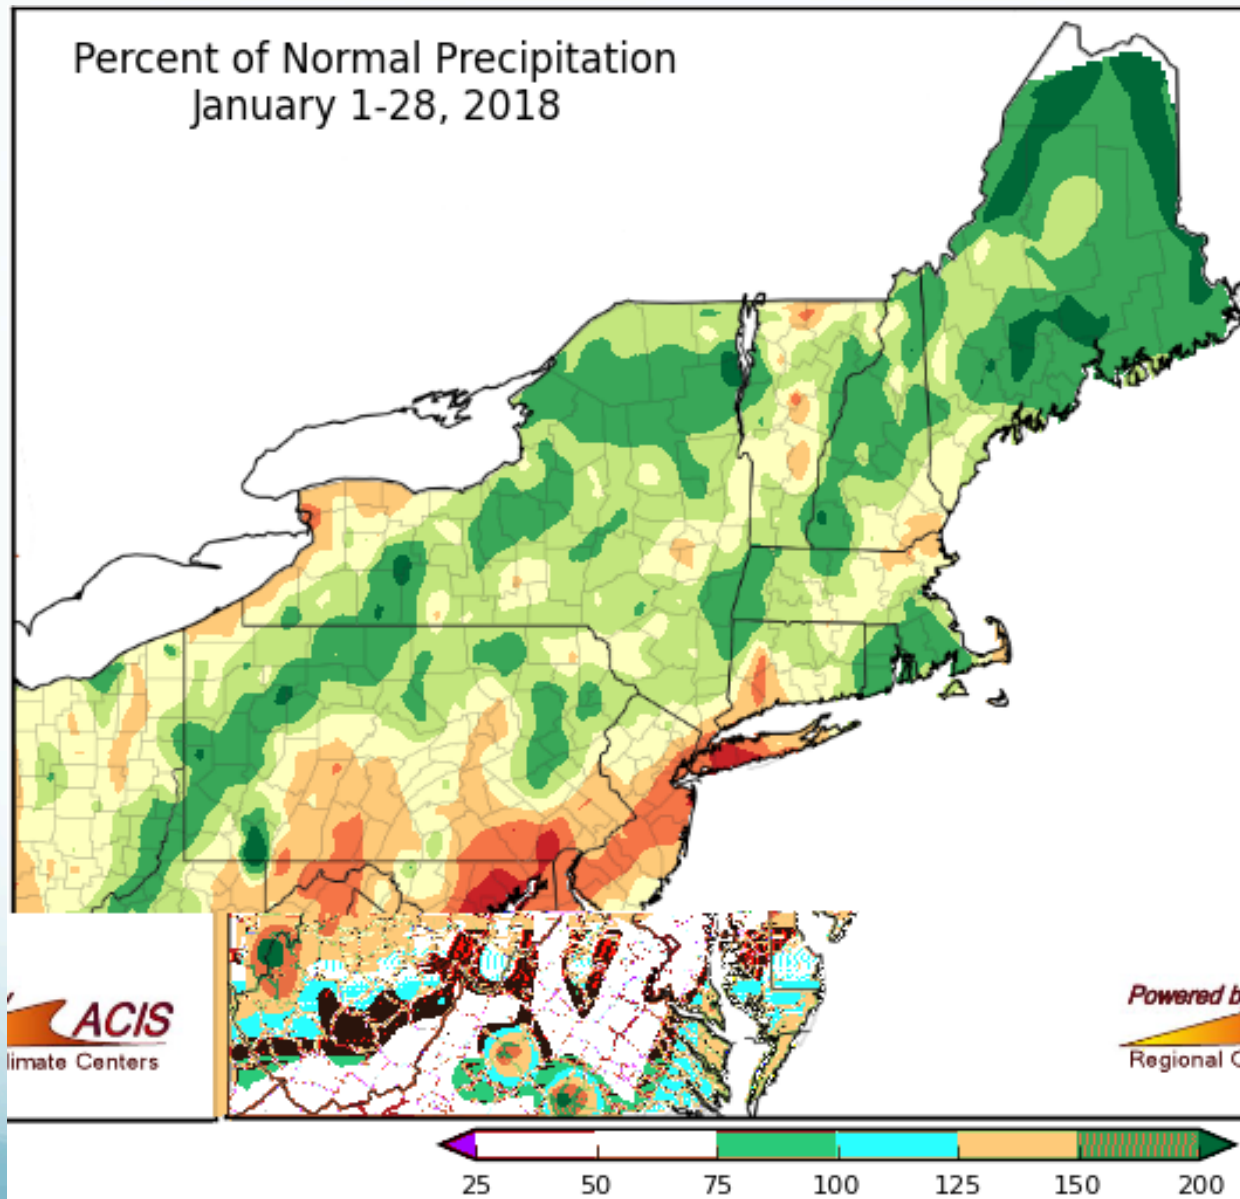 Percent of Normal Precipitation
January 1-28, 2018
ACIS
limate Centers
Powered b
Regional C
25 50 75 100 125 150 200